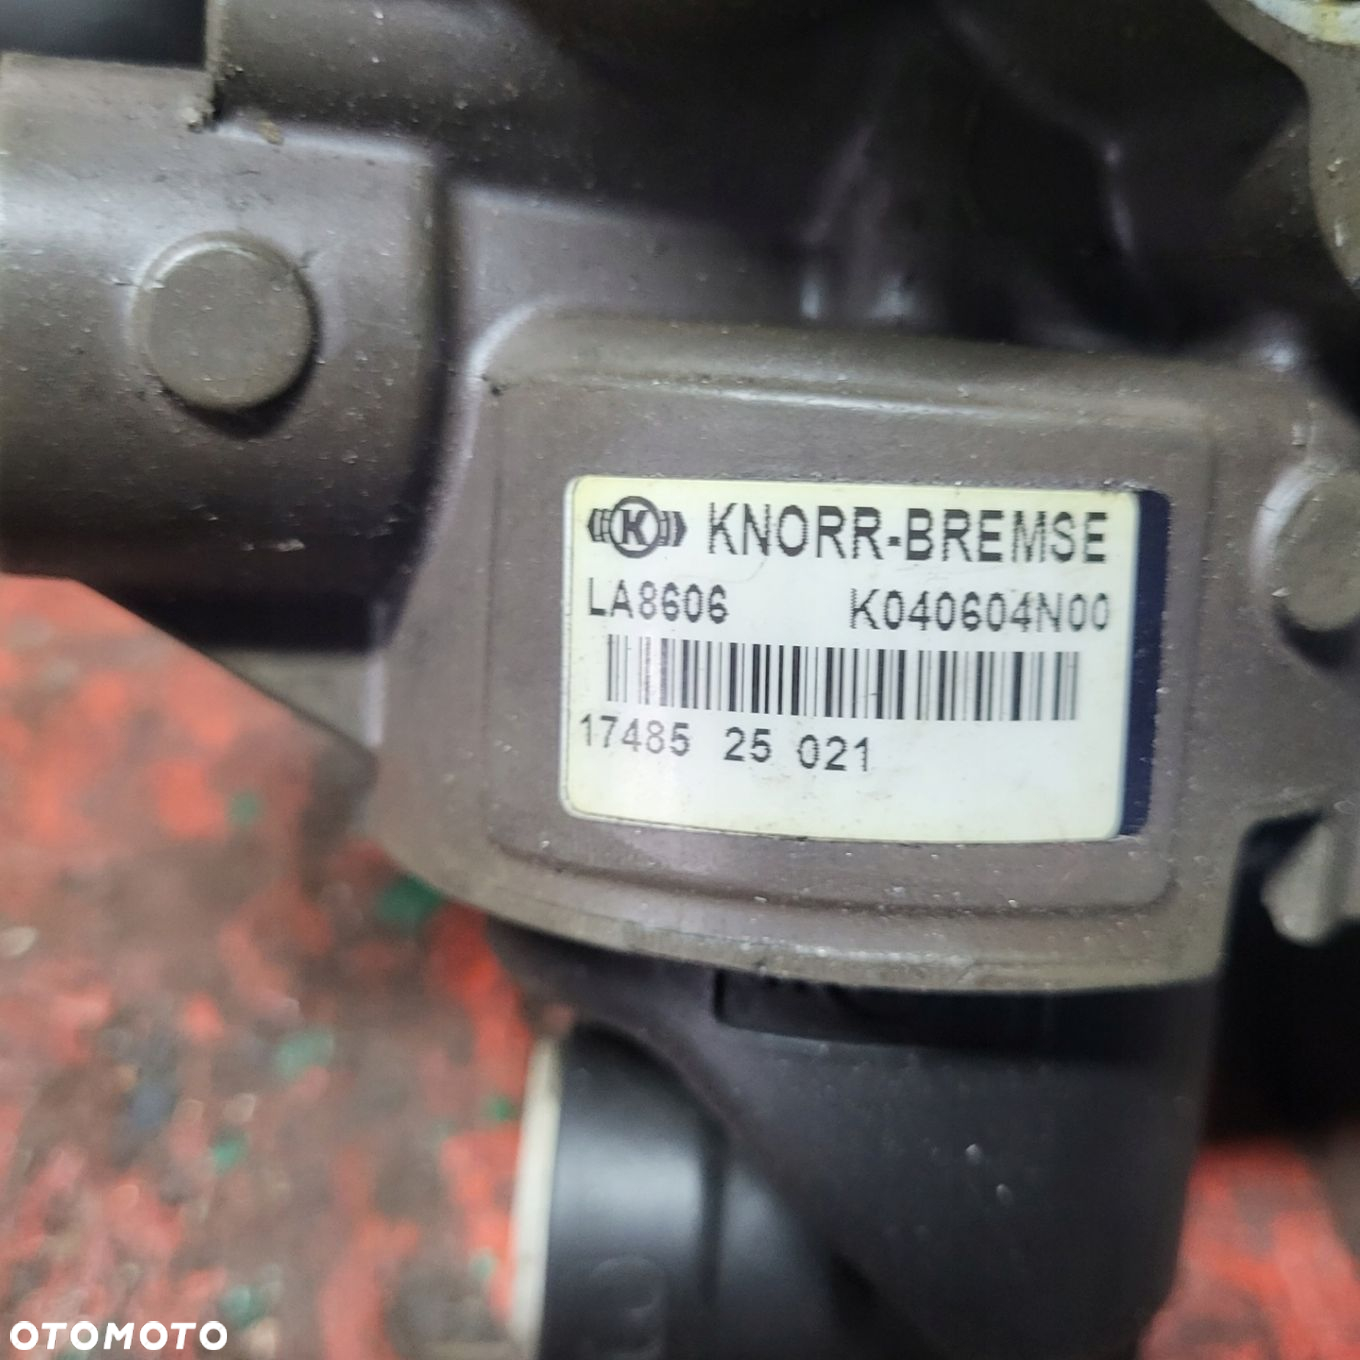 K KNORR-BREMSE
LA8606 K040604N00
17485 25 021
OTOMOTO